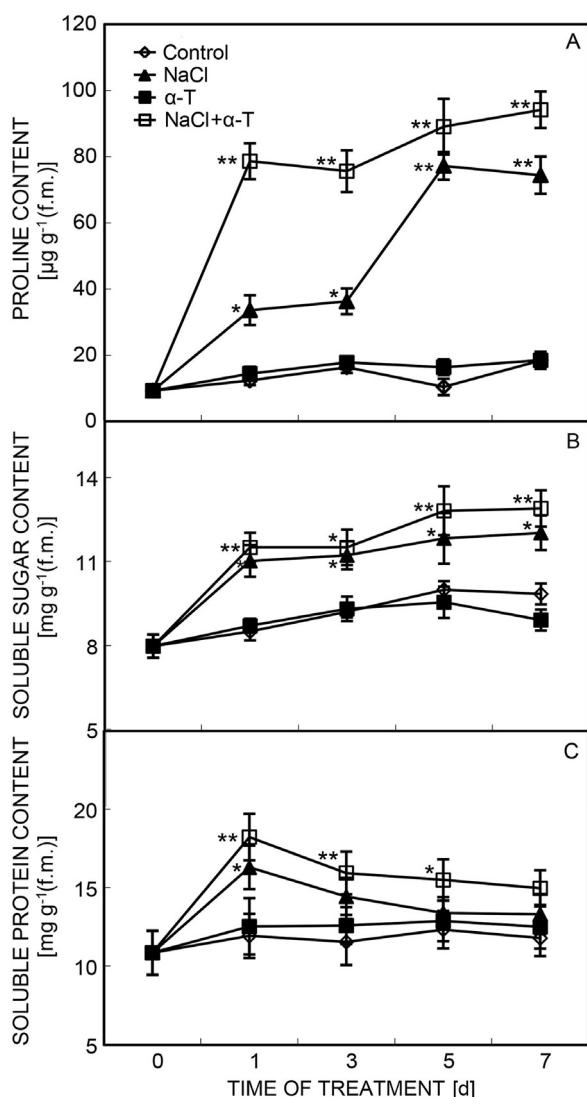 120
A
Control
NaCl
α-T
NaCl+α-T
100
80
60
40
20
0
PROLINE CONTENT
[µg g-1(f.m.)]
** ** ** **
* * ** **
B
14
11
8
5
SOLUBLE SUGAR CONTENT
[mg g-1(f.m.)]
** * ** **
* * * *
C
20
15
10
5
SOLUBLE PROTEIN CONTENT
[mg g-1(f.m.)]
** ** *
*
0 1 3 5 7
TIME OF TREATMENT [d]